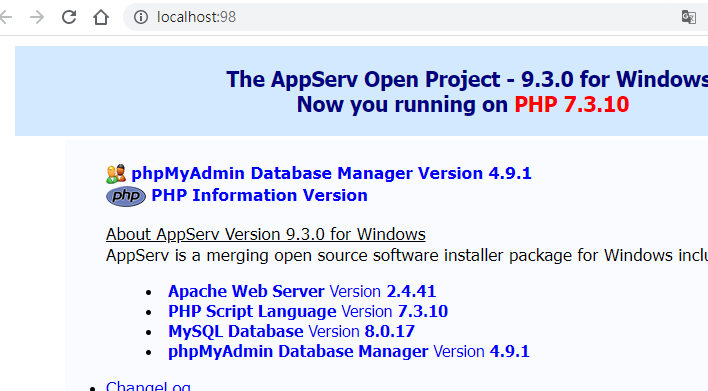 localhost:98
The AppServ Open Project - 9.3.0 for Windows
Now you running on PHP 7.3.10
phpMyAdmin Database Manager Version 4.9.1
php PHP Information Version
About AppServ Version 9.3.0 for Windows
AppServ is a merging open source software installer package for Windows inclu
• Apache Web Server Version 2.4.41
• PHP Script Language Version 7.3.10
• MySQL Database Version 8.0.17
• phpMyAdmin Database Manager Version 4.9.1
• ChangeLog